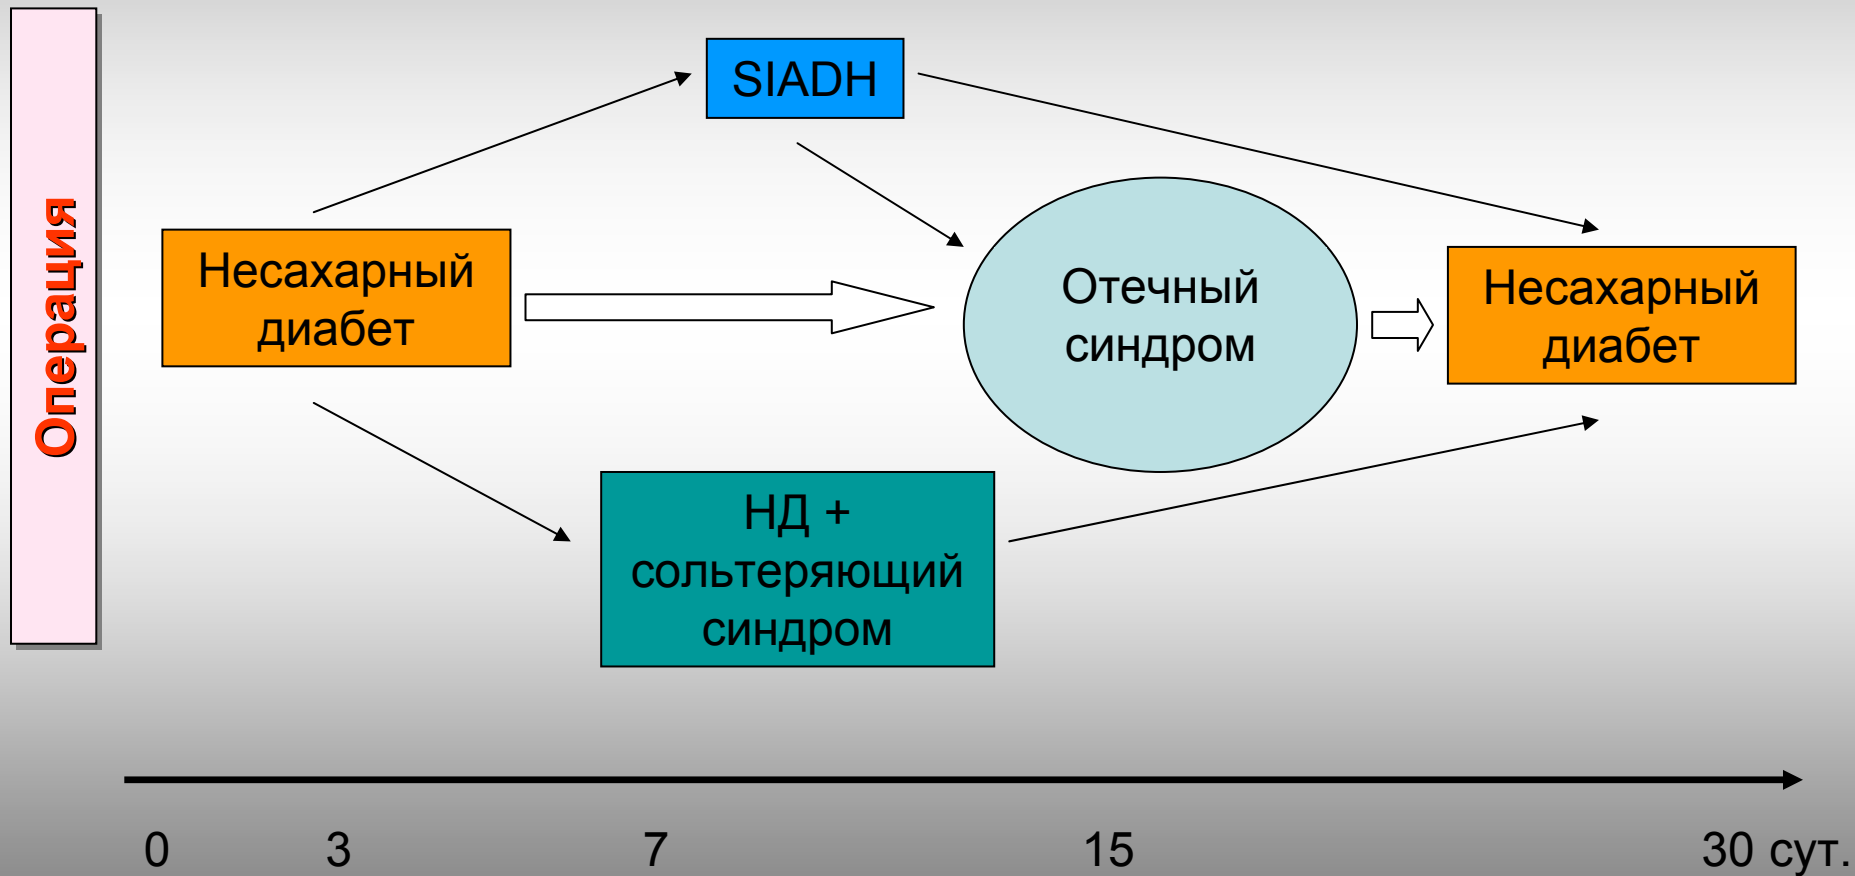 Операция
SIADH
Несахарный
диабет
Отечный
синдром
Несахарный
диабет
НД +
сольтеряющий
синдром
0 3 7 15 30 сут.